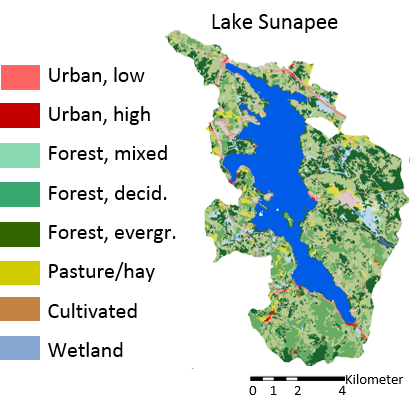 Lake Sunapee
Urban, low
Urban, high
Forest, mixed
Forest, decid.
Forest, evergr.
Pasture/hay
Cultivated
Wetland
Kilometer
0 1 2 4